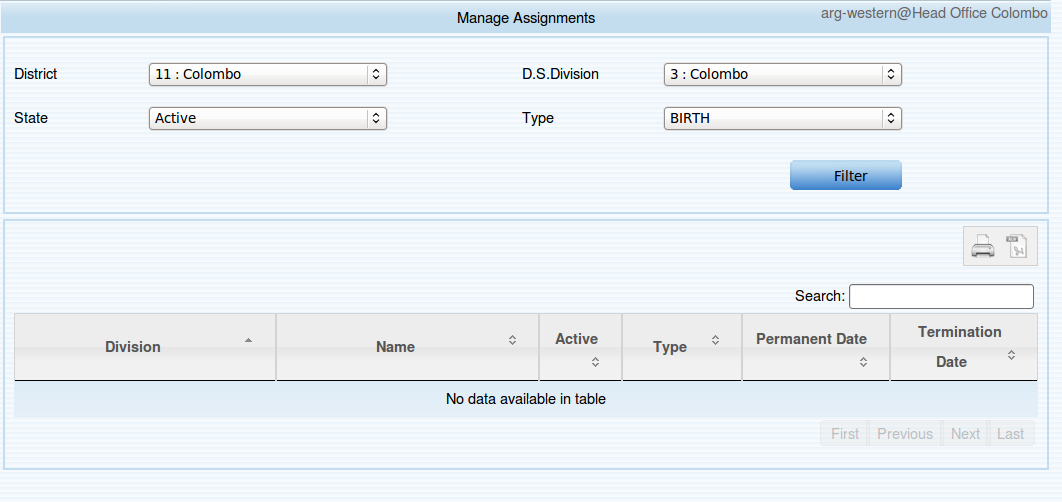 Manage Assignments
arg-western@Head Office Colombo
District 11 : Colombo D.S.Division 3 : Colombo
State Active Type BIRTH
Filter
Search:
Division Name Active Type Permanent Date Termination Date
No data available in table
First Previous Next Last